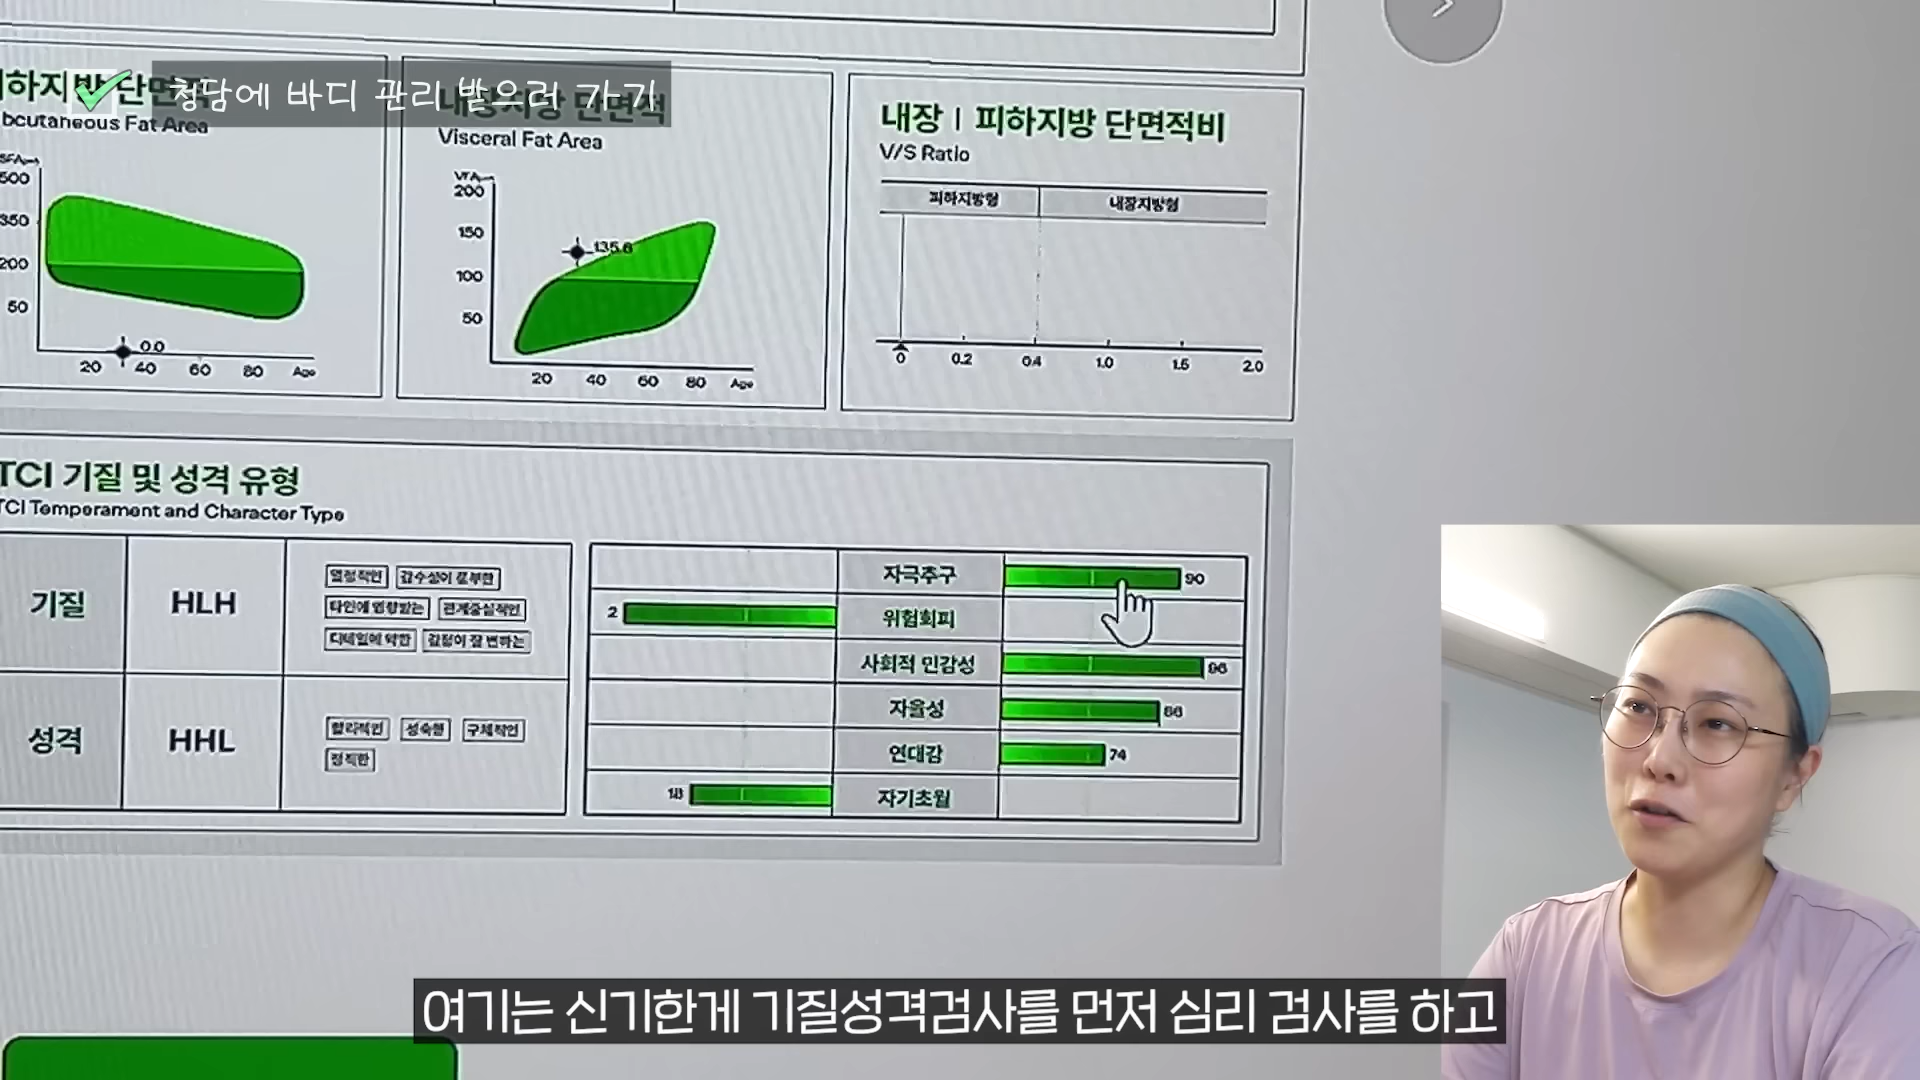 청담에 바디 관리 받으러 가기
하지방 단면적
bcutaneous Fat Area
500
350
200
50
0.0
20 40 60 80 Age
내장지방 단면적
Visceral Fat Area
VFA
200
150
100
50
135.6
20 40 60 80 Age
내장 | 피하지방 단면적비
V/S Ratio
피하지방형 내장지방형
0 0.2 0.4 1.0 1.5 2.0
TCI 기질 및 성격 유형
TCI Temperament and Character Type
기질 HLH
열정적인 감수성이 풍부한
타인에 영향받는 관계중심적인
디테일에 약한 감정이 잘 변하는
성격 HHL
합리적인 성숙한 구체적인
정직한
자극추구 90
2 위험회피
사회적 민감성 96
자율성
연대감 74
자기초월
여기는 신기한게 기질성격검사를 먼저 심리 검사를 하고